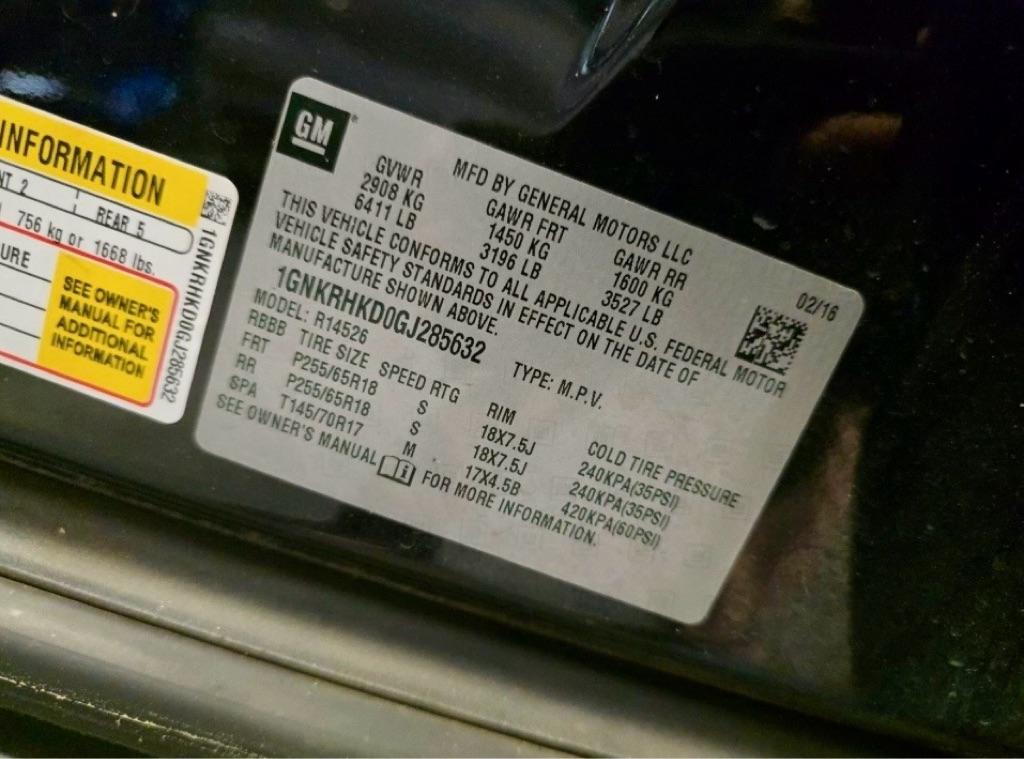 INFORMATION
NT 2 REAR 5
756 kg or 1668 lbs.
URE
SEE OWNER'S
MANUAL FOR
ADDITIONAL
INFORMATION
1GNKRHKD0GJ285632
GM®
MFD BY GENERAL MOTORS LLC 02/16
GVWR GAWR FRT GAWR RR
2908 KG 1450 KG 1600 KG
6411 LB 3196 LB 3527 LB
THIS VEHICLE CONFORMS TO ALL APPLICABLE U.S. FEDERAL MOTOR
VEHICLE SAFETY STANDARDS IN EFFECT ON THE DATE OF
MANUFACTURE SHOWN ABOVE.
1GNKRHKD0GJ285632 TYPE: M.P.V.
MODEL: R14526
RBBB TIRE SIZE SPEED RTG RIM COLD TIRE PRESSURE
FRT P255/65R18 S 18X7.5J 240KPA(35PSI)
RR P255/65R18 S 18X7.5J 240KPA(35PSI)
SPA T145/70R17 M 17X4.5B 420KPA(60PSI)
SEE OWNER'S MANUAL FOR MORE INFORMATION.